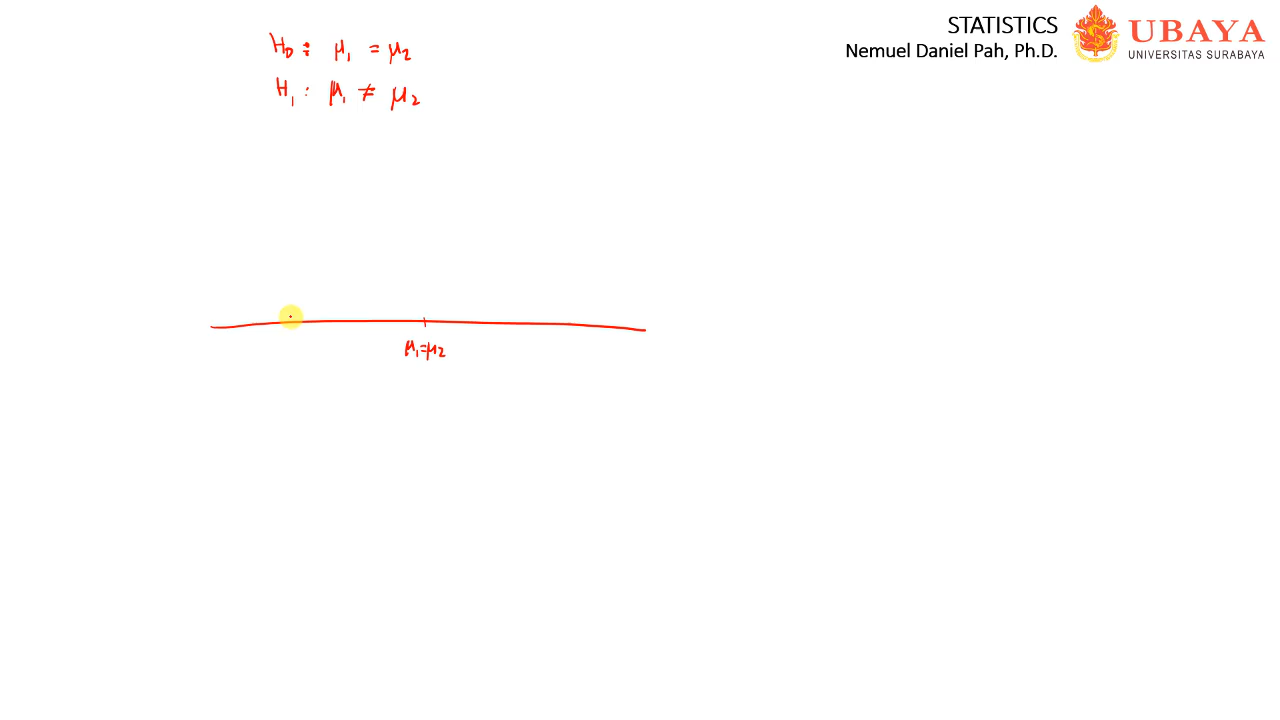 STATISTICS
Nemuel Daniel Pah, Ph.D.
UBAYA
UNIVERSITAS SURABAYA
H₀ : μ₁ = μ₂
H₁ : μ₁ ≠ μ₂
μ₁=μ₂